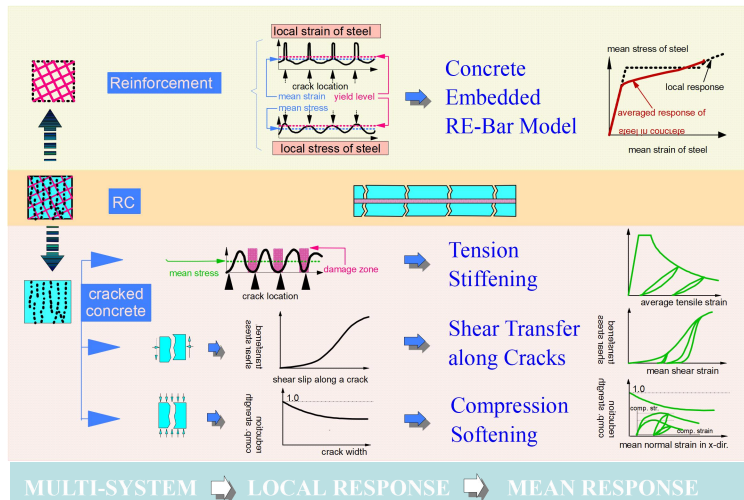 local strain of steel
Reinforcement
crack location
mean strain
mean stress
yield level
local stress of steel
Concrete
Embedded
RE-Bar Model
mean stress of steel
local response
averaged response of
steel in concrete
mean strain of steel
RC
cracked
concrete
mean stress
damage zone
crack location
Tension
Stiffening
average tensile strain
shear stress
transferred
shear slip along a crack
Shear Transfer
along Cracks
shear stress
transferred
mean shear strain
comp. strength
reduction
1.0
crack width
Compression
Softening
comp. strength
reduction
1.0
comp. str.
comp. strain
mean normal strain in x-dir.
MULTI-SYSTEM LOCAL RESPONSE MEAN RESPONSE